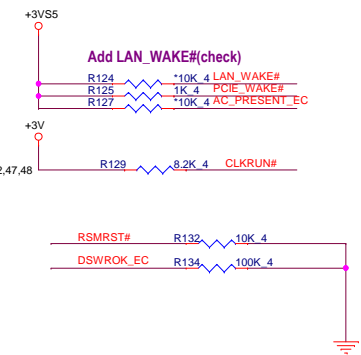 +3VS5
Add LAN_WAKE#(check)
R124 *10K_4 LAN_WAKE#
R125 1K_4 PCIE_WAKE#
R127 *10K_4 AC_PRESENT_EC
+3V
2,47,48
R129 8.2K_4 CLKRUN#
RSMRST# R132 10K_4
DSWROK_EC R134 100K_4